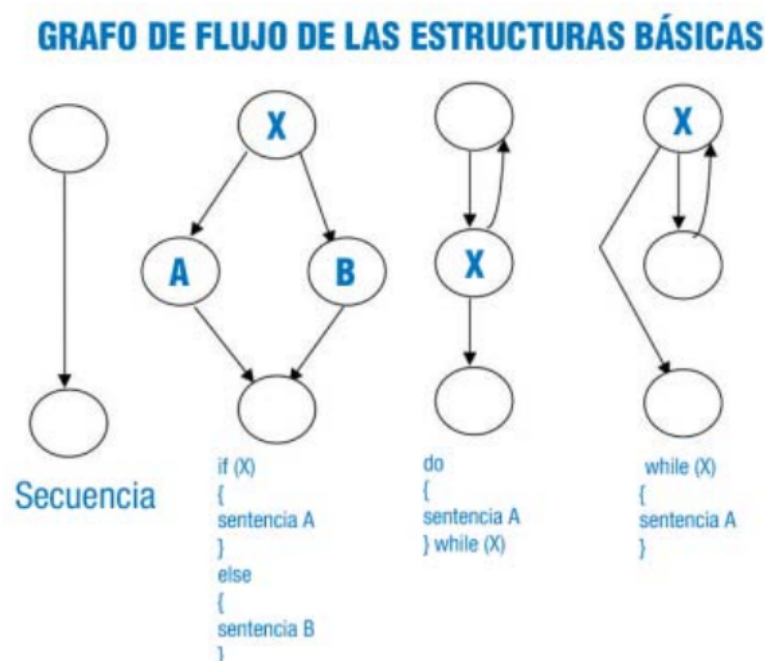 GRAFO DE FLUJO DE LAS ESTRUCTURAS BÁSICAS
Secuencia
X
A
B
if (X)
{
sentencia A
}
else
{
sentencia B
}
X
do
{
sentencia A
} while (X)
X
while (X)
{
sentencia A
}